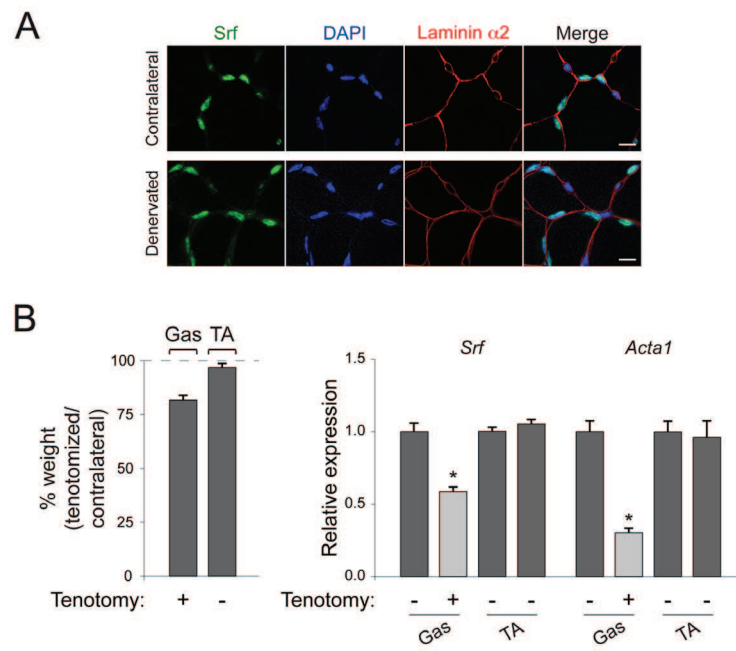 A
Srf DAPI Laminin α2 Merge
Contralateral
Denervated
B
Gas TA
% weight
(tenotomized/
contralateral)
100
75
50
25
0
Tenotomy: + -
Srf Acta1
Relative expression
1.5
1.0
0.5
0.0
* *
Tenotomy: - + - - - + - -
Gas TA Gas TA